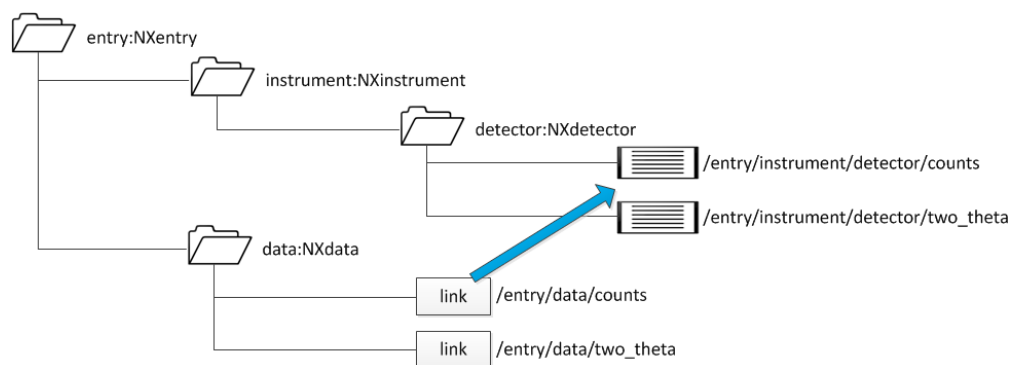 entry:NXentry
instrument:NXinstrument
detector:NXdetector
/entry/instrument/detector/counts
/entry/instrument/detector/two_theta
data:NXdata
link /entry/data/counts
link /entry/data/two_theta